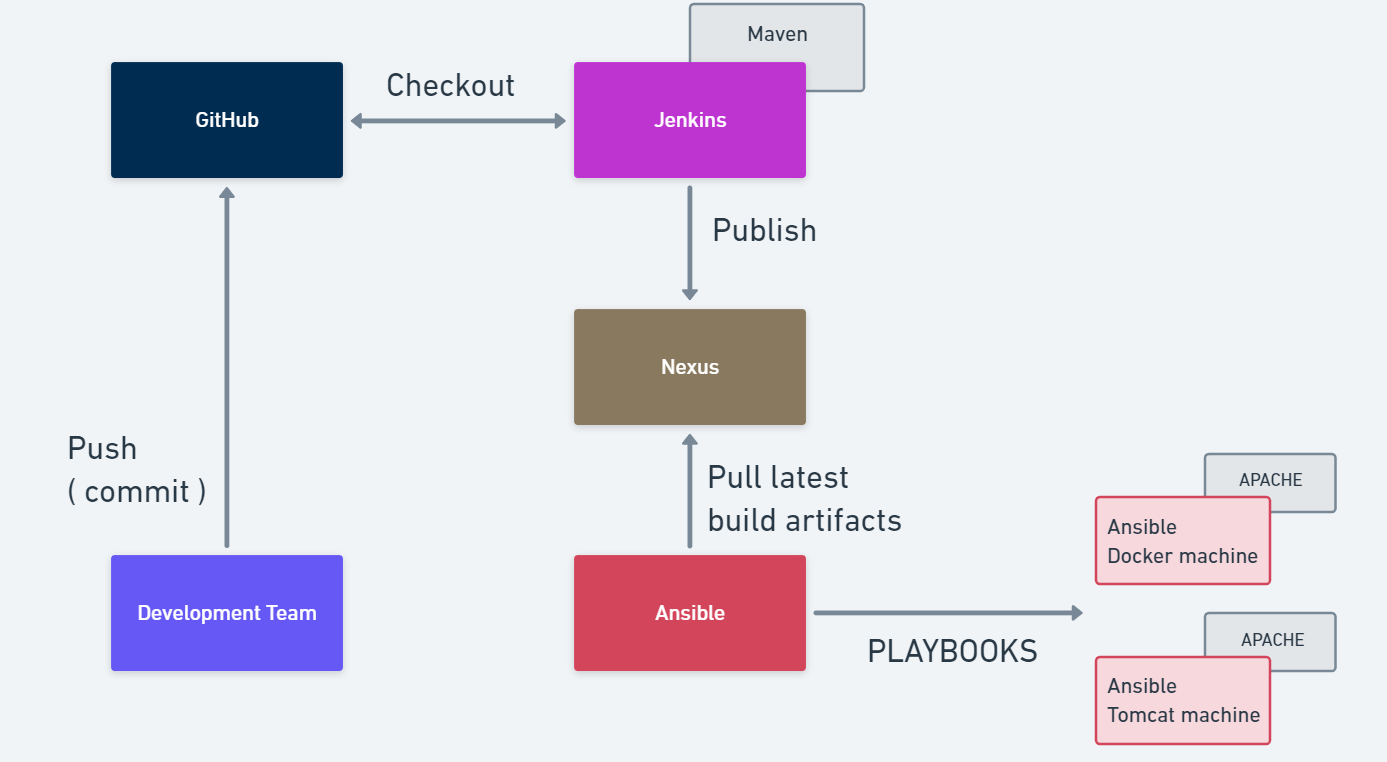 Maven
Checkout
GitHub
Jenkins
Publish
Nexus
Push
( commit )
Pull latest
build artifacts
APACHE
Ansible
Docker machine
Development Team
Ansible
PLAYBOOKS
APACHE
Ansible
Tomcat machine